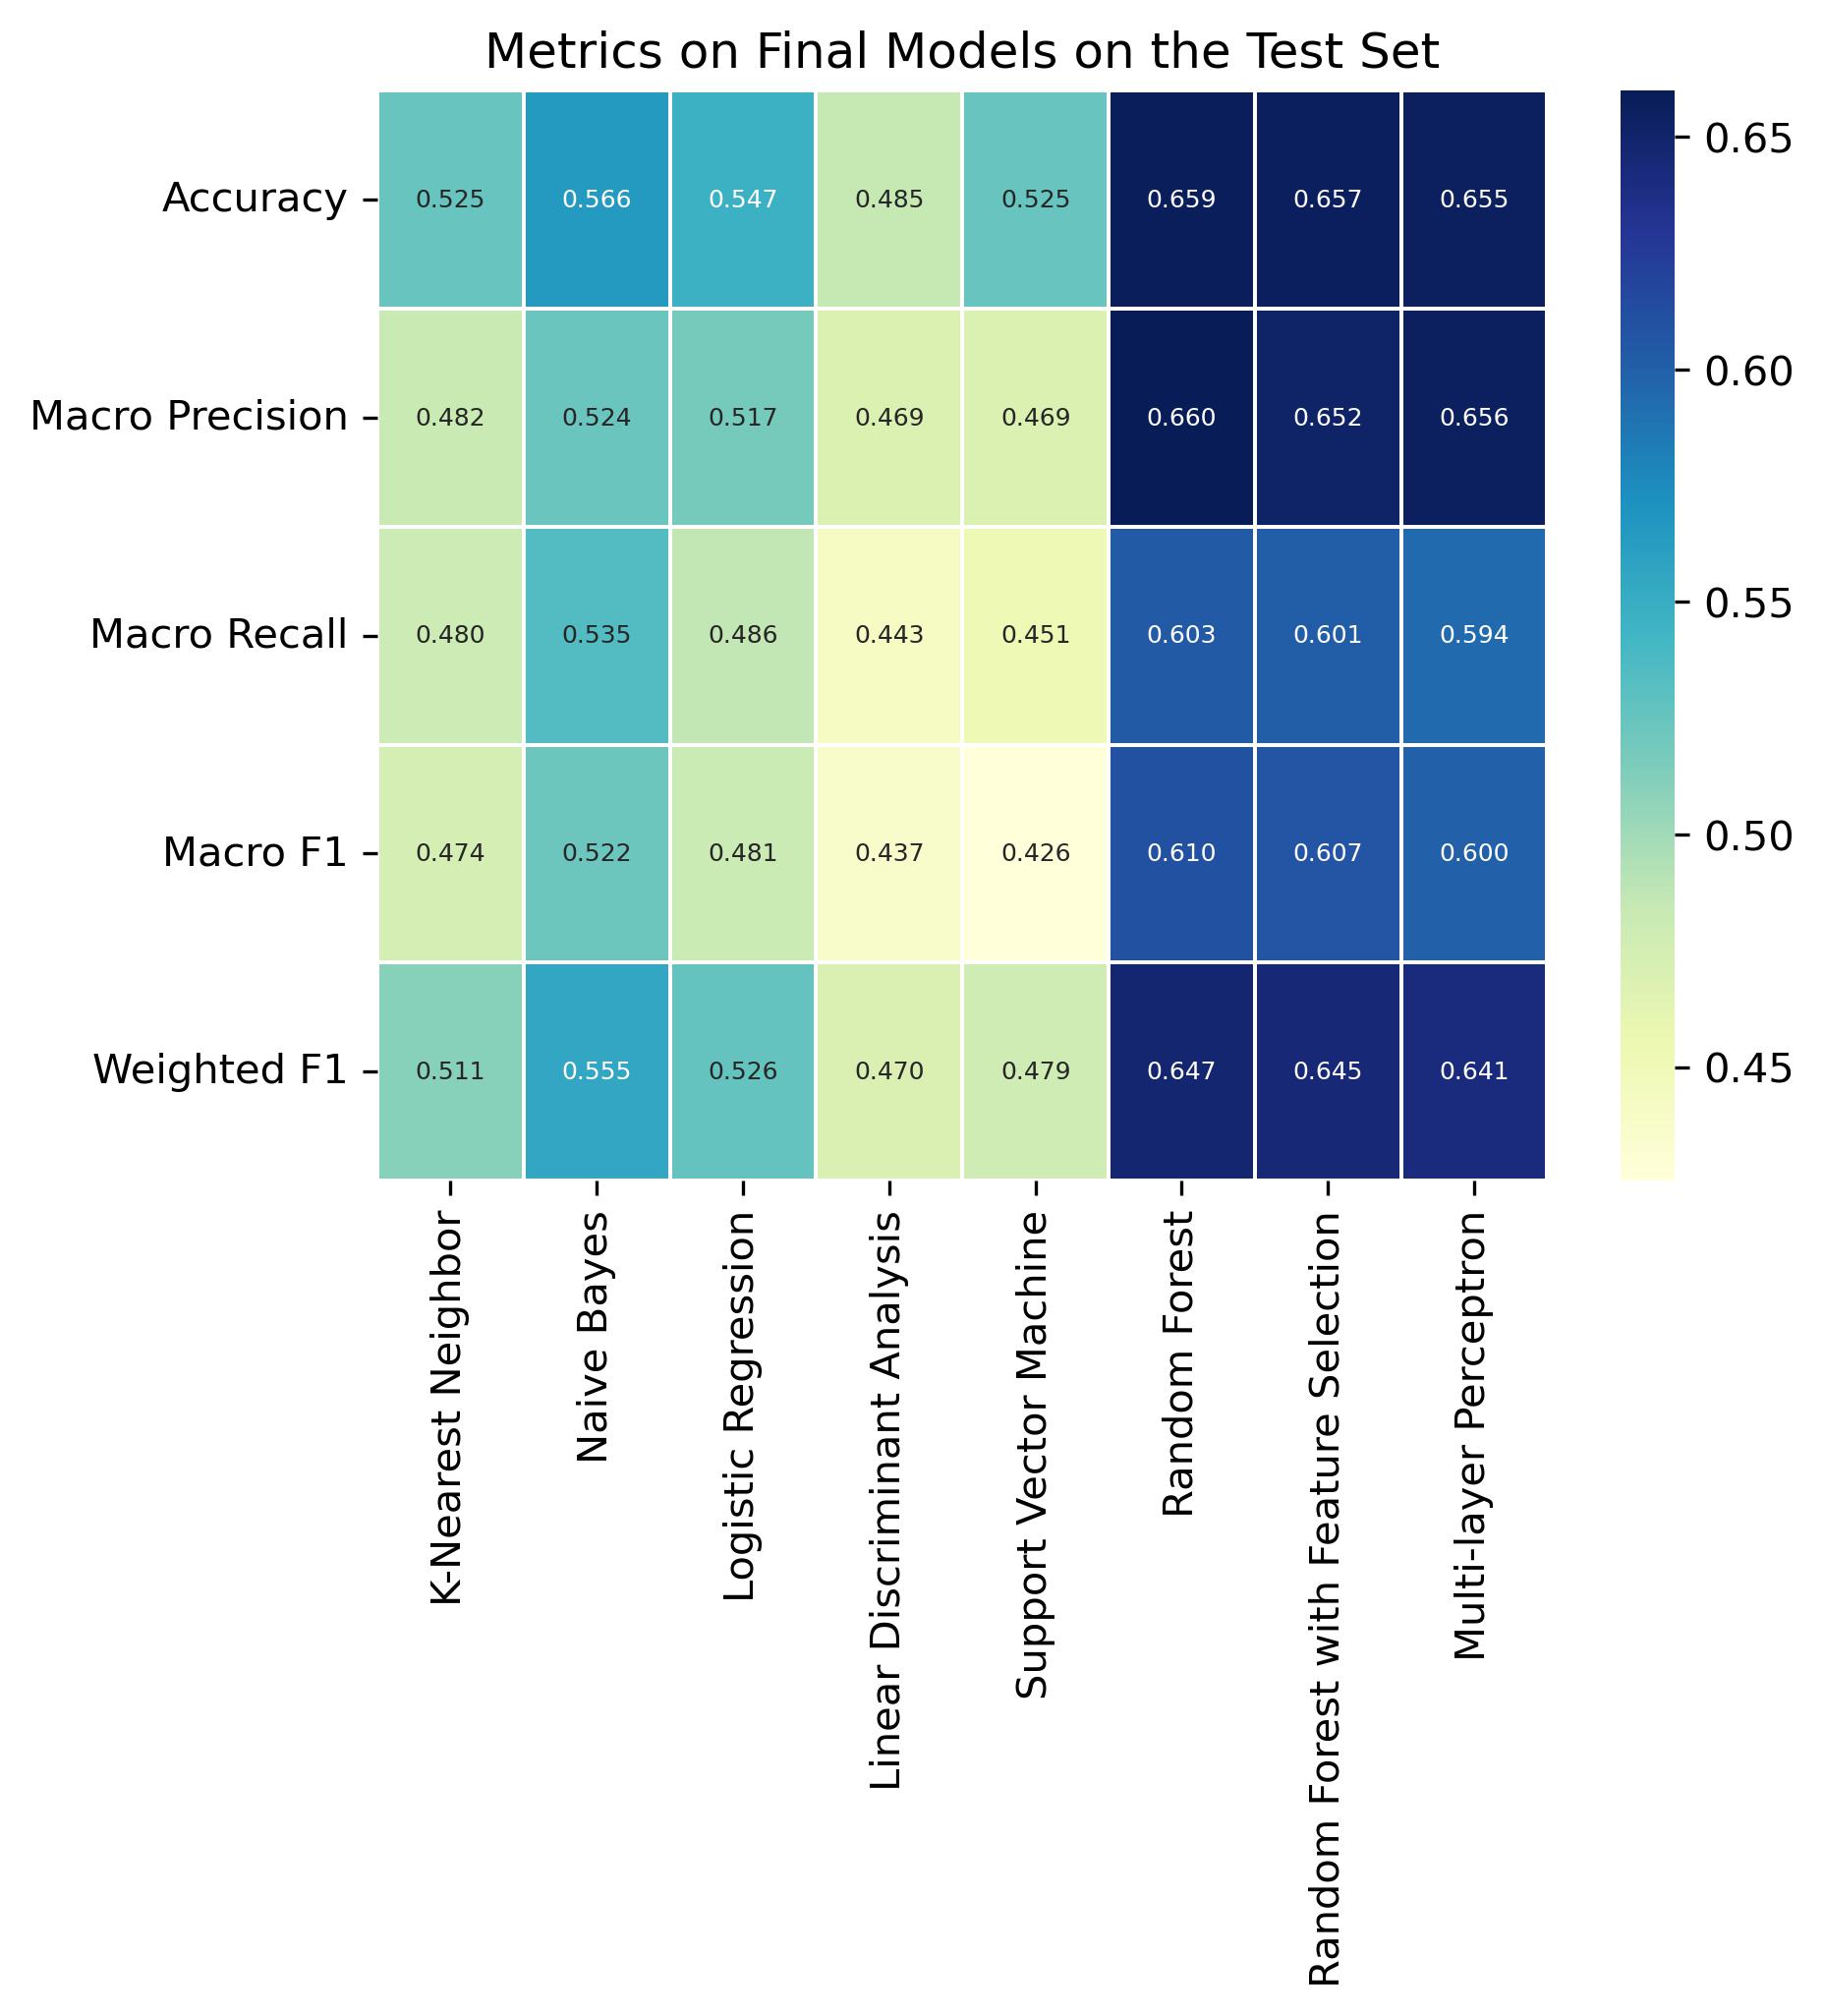 Metrics on Final Models on the Test Set
Accuracy 0.525 0.566 0.547 0.485 0.525 0.659 0.657 0.655
Macro Precision 0.482 0.524 0.517 0.469 0.469 0.660 0.652 0.656
Macro Recall 0.480 0.535 0.486 0.443 0.451 0.603 0.601 0.594
Macro F1 0.474 0.522 0.481 0.437 0.426 0.610 0.607 0.600
Weighted F1 0.511 0.555 0.526 0.470 0.479 0.647 0.645 0.641
K-Nearest Neighbor
Naive Bayes
Logistic Regression
Linear Discriminant Analysis
Support Vector Machine
Random Forest
Random Forest with Feature Selection
Multi-layer Perceptron
0.65
0.60
0.55
0.50
0.45